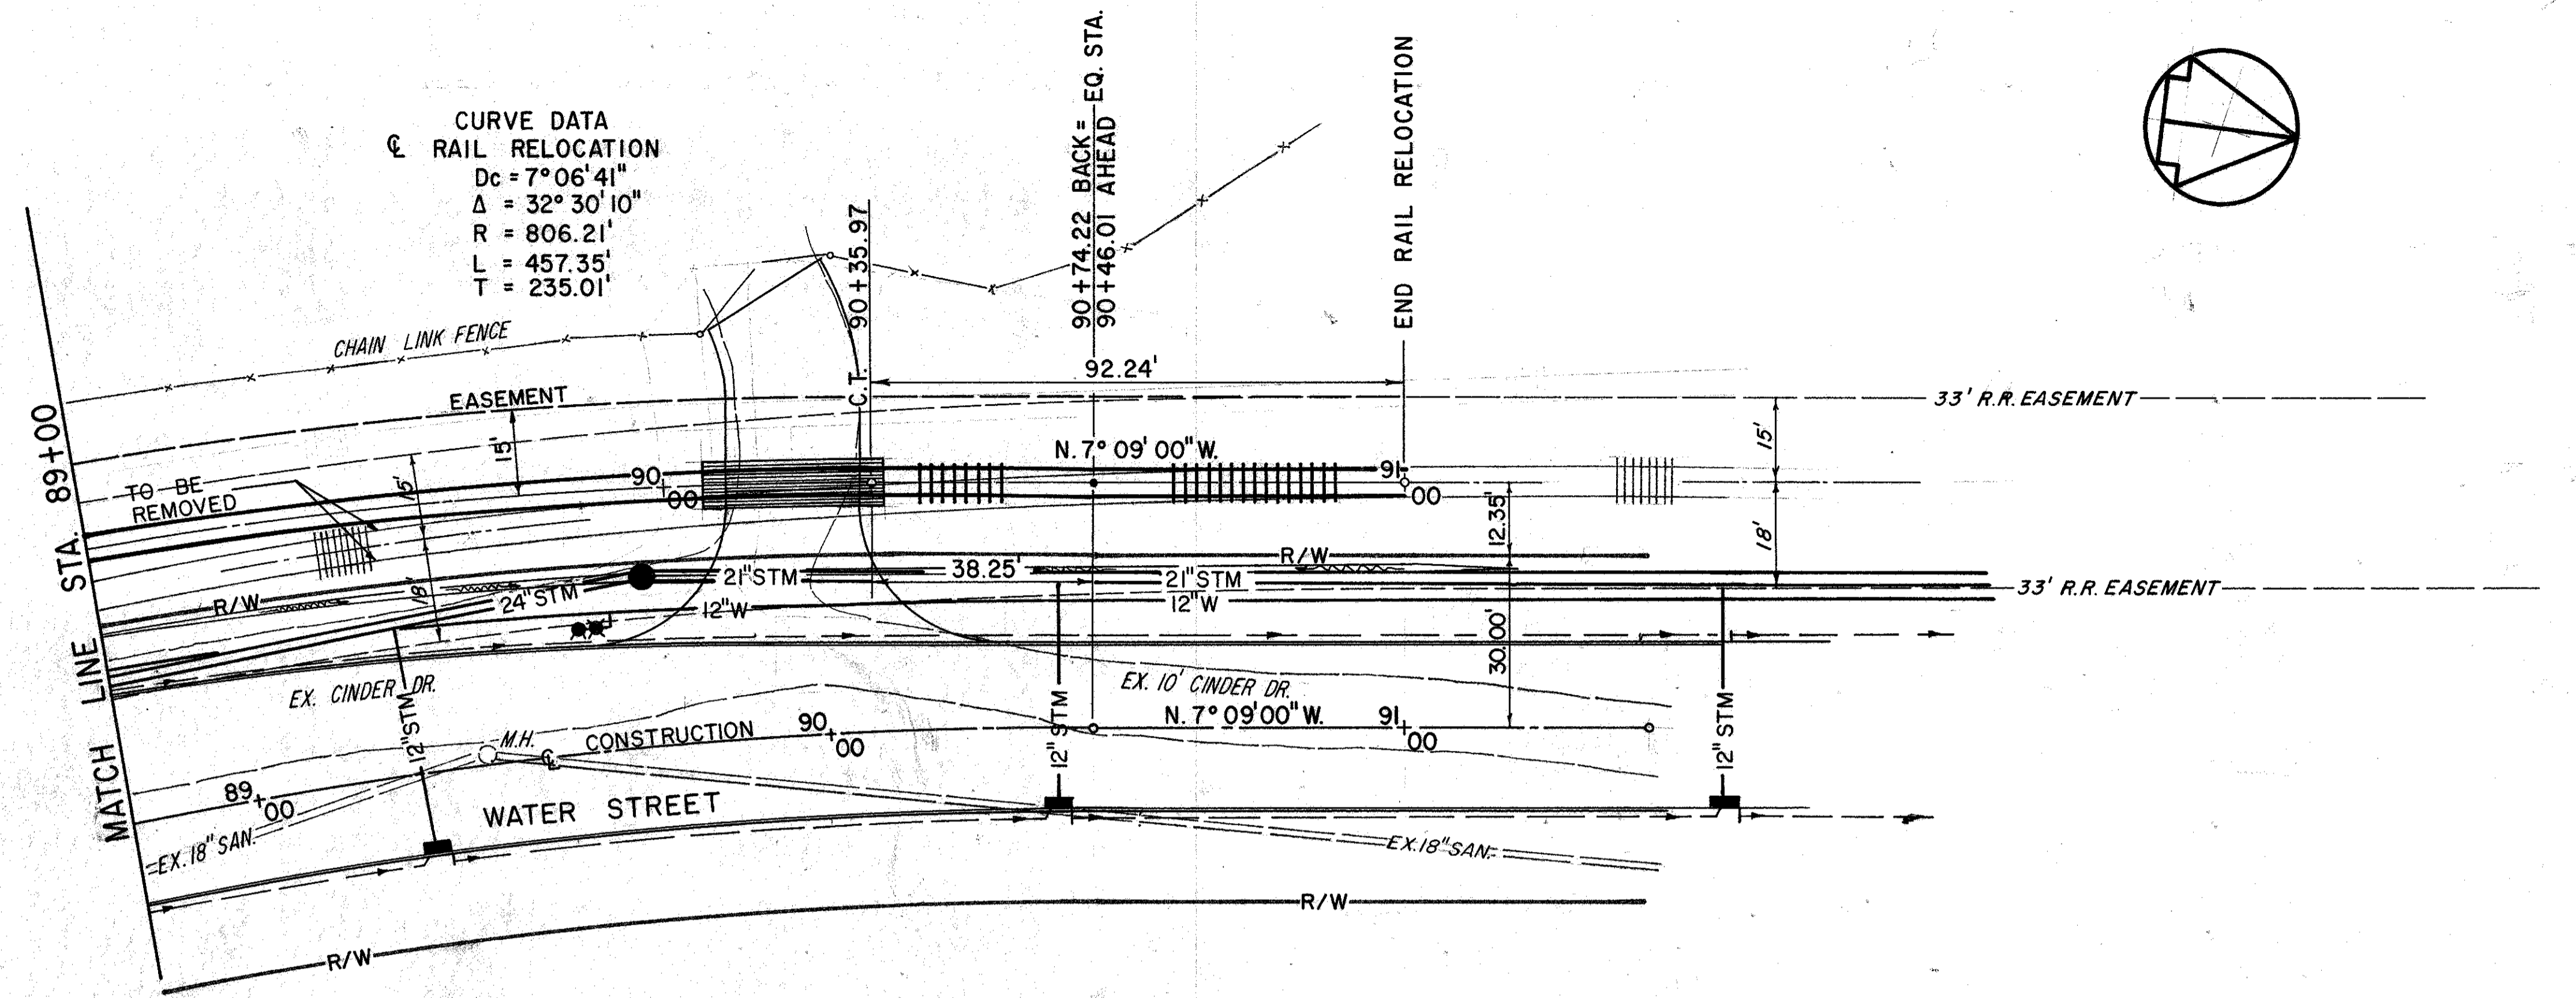 CURVE DATA
℄ RAIL RELOCATION
Dc = 7° 06' 41"
Δ = 32° 30' 10"
R = 806.21'
L = 457.35'
T = 235.01'
C.T. 90+35.97
90+74.22 BACK = EQ. STA.
90+46.01 AHEAD
END RAIL RELOCATION
CHAIN LINK FENCE
EASEMENT
92.24'
33' R.R. EASEMENT
MATCH LINE STA. 89+00
15'
N. 7° 09' 00" W.
15'
TO BE
REMOVED
15'
90+00
91+00
12.35'
18'
R/W
21" STM
38.25'
21" STM
24" STM
R/W
18'
12" W
12" W
33' R.R. EASEMENT
30.00'
EX. CINDER DR.
EX. 10' CINDER DR.
12" STM
12" STM
12" STM
N. 7° 09' 00" W.
90+00
91+00
M.H.
℄ CONSTRUCTION
89+00
WATER STREET
EX. 18" SAN.
EX. 18" SAN.
R/W
R/W